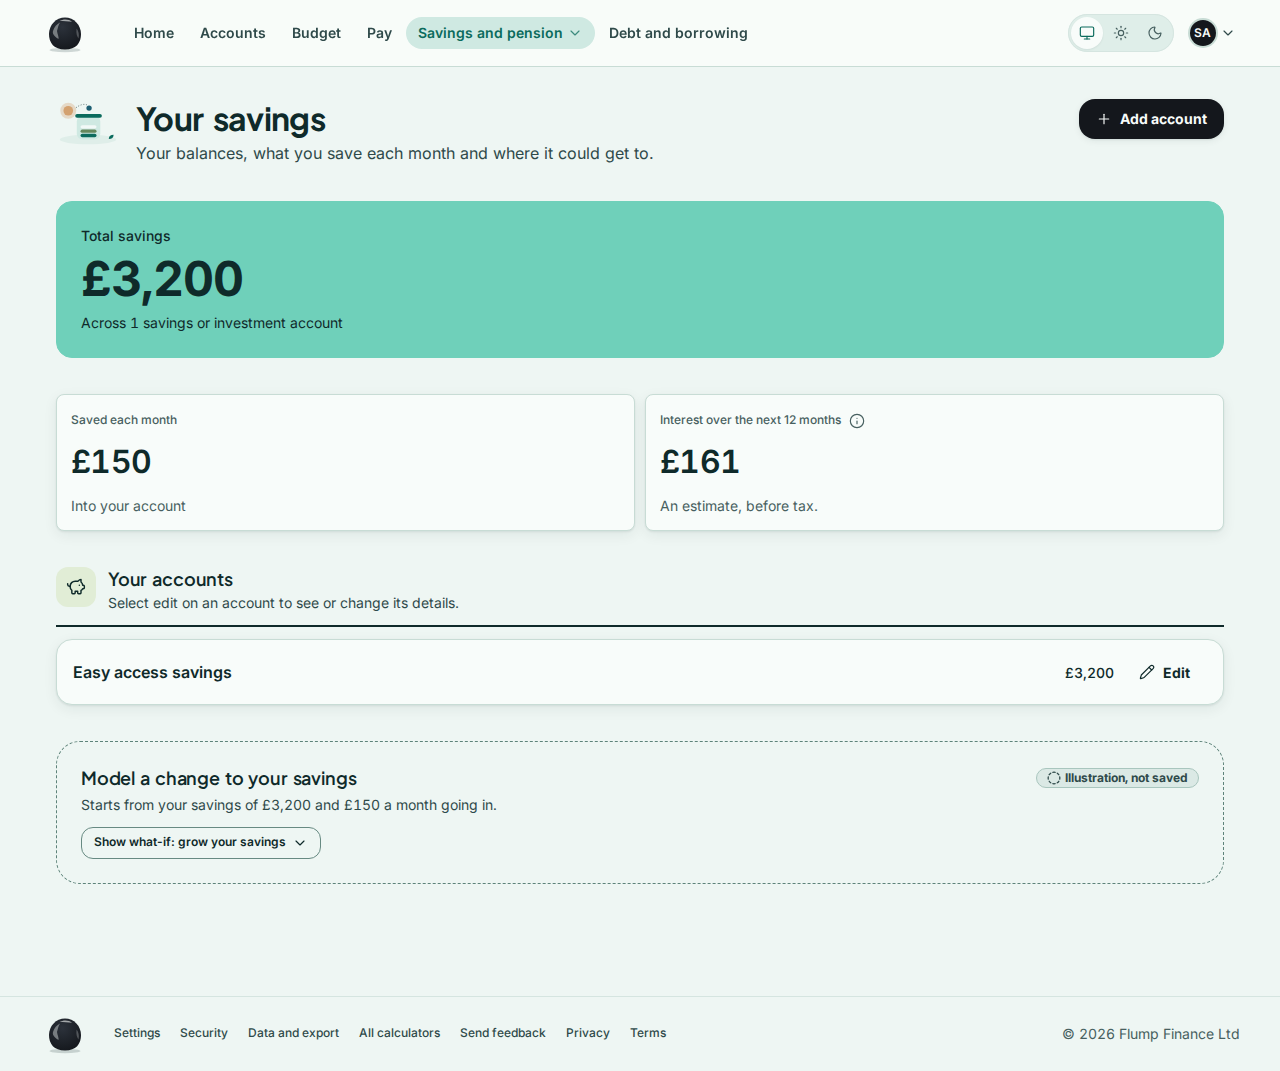 Home Accounts Budget Pay Savings and pension Debt and borrowing SA
Your savings
Add account
Your balances, what you save each month and where it could get to.
Total savings
£3,200
Across 1 savings or investment account
Saved each month
£150
Into your account
Interest over the next 12 months
£161
An estimate, before tax.
Your accounts
Select edit on an account to see or change its details.
Easy access savings £3,200 Edit
Model a change to your savings
Illustration, not saved
Starts from your savings of £3,200 and £150 a month going in.
Show what-if: grow your savings
Settings Security Data and export All calculators Send feedback Privacy Terms © 2026 Flump Finance Ltd